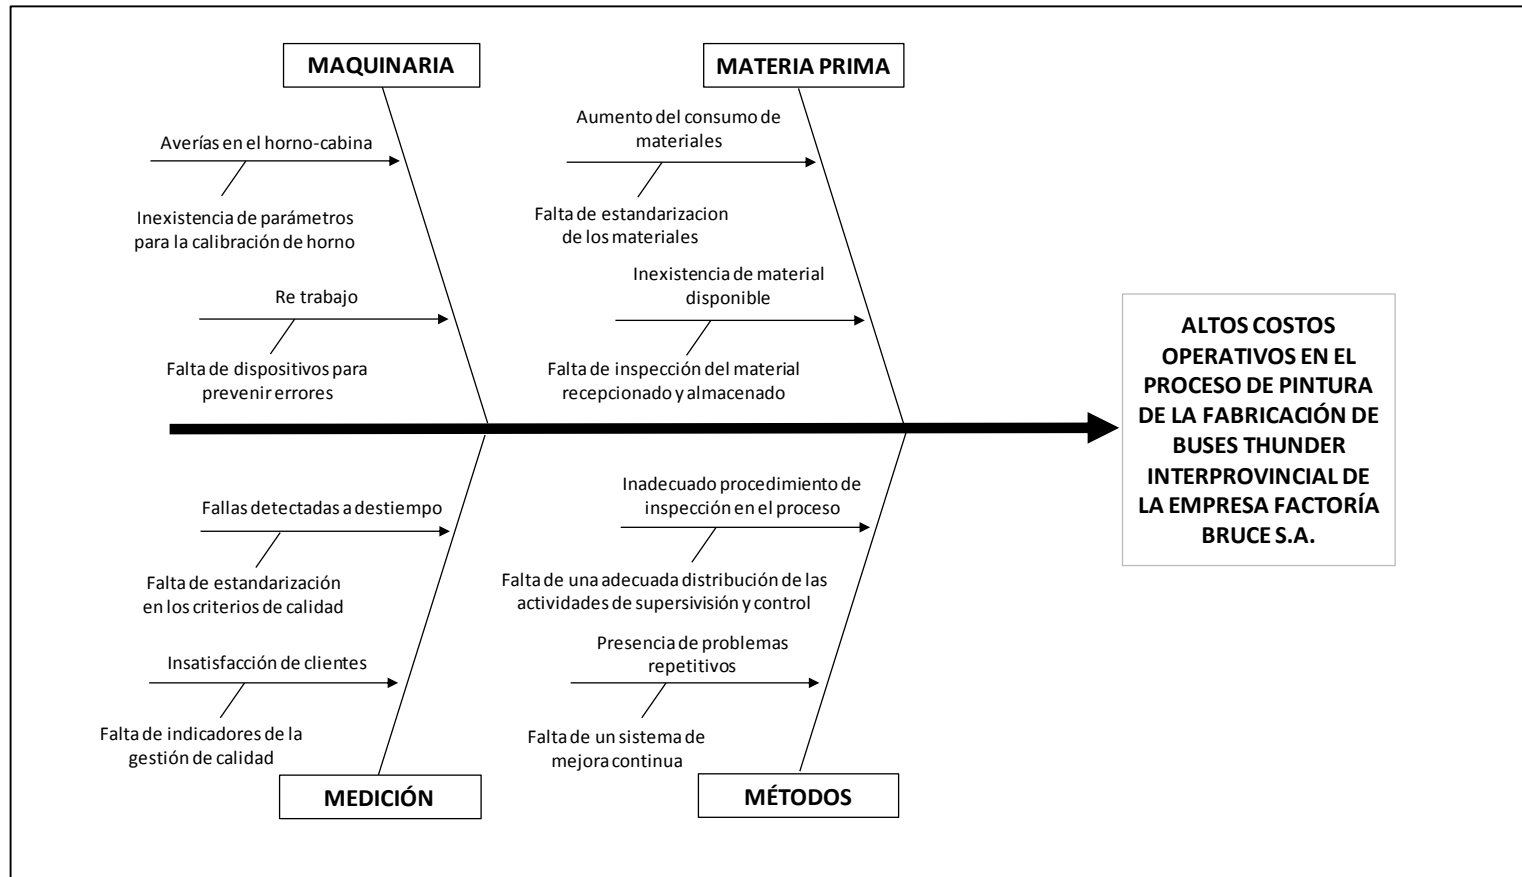 MAQUINARIA
MATERIA PRIMA
Averías en el horno-cabina
Inexistencia de parámetros
para la calibración de horno
Re trabajo
Falta de dispositivos para
prevenir errores
Aumento del consumo de
materiales
Falta de estandarizacion
de los materiales
Inexistencia de material
disponible
Falta de inspección del material
recepcionado y almacenado
ALTOS COSTOS
OPERATIVOS EN EL
PROCESO DE PINTURA
DE LA FABRICACIÓN DE
BUSES THUNDER
INTERPROVINCIAL DE
LA EMPRESA FACTORÍA
BRUCE S.A.
Fallas detectadas a destiempo
Falta de estandarización
en los criterios de calidad
Insatisfacción de clientes
Falta de indicadores de la
gestión de calidad
Inadecuado procedimiento de
inspección en el proceso
Falta de una adecuada distribución de las
actividades de supersivisión y control
Presencia de problemas
repetitivos
Falta de un sistema de
mejora continua
MEDICIÓN
MÉTODOS